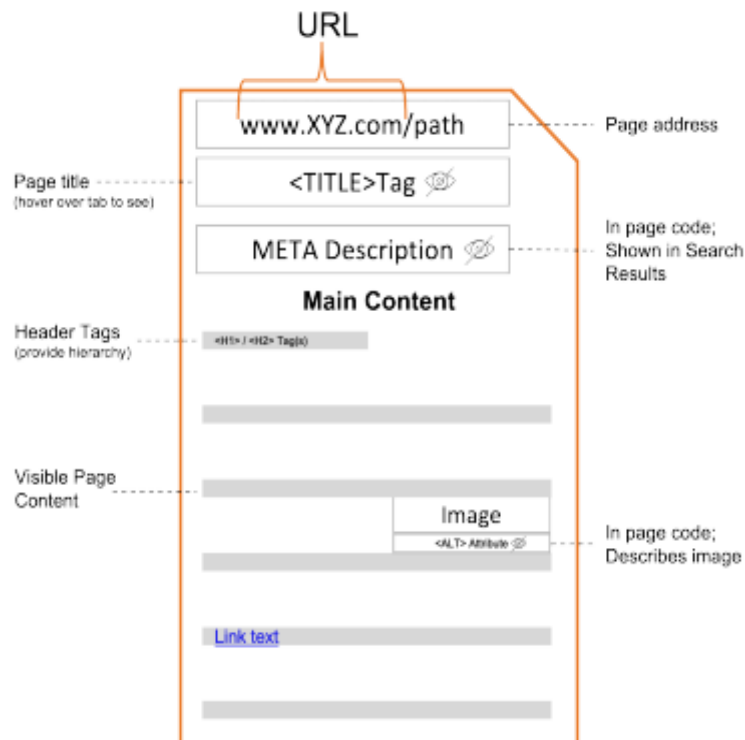 URL
www.XYZ.com/path
Page address
Page title
(hover over tab to see)
<TITLE>Tag
META Description
In page code;
Shown in Search
Results
Main Content
Header Tags
(provide hierarchy)
<H1> / <H2> Tag(s)
Visible Page
Content
Image
<ALT> Attribute
In page code;
Describes image
Link text